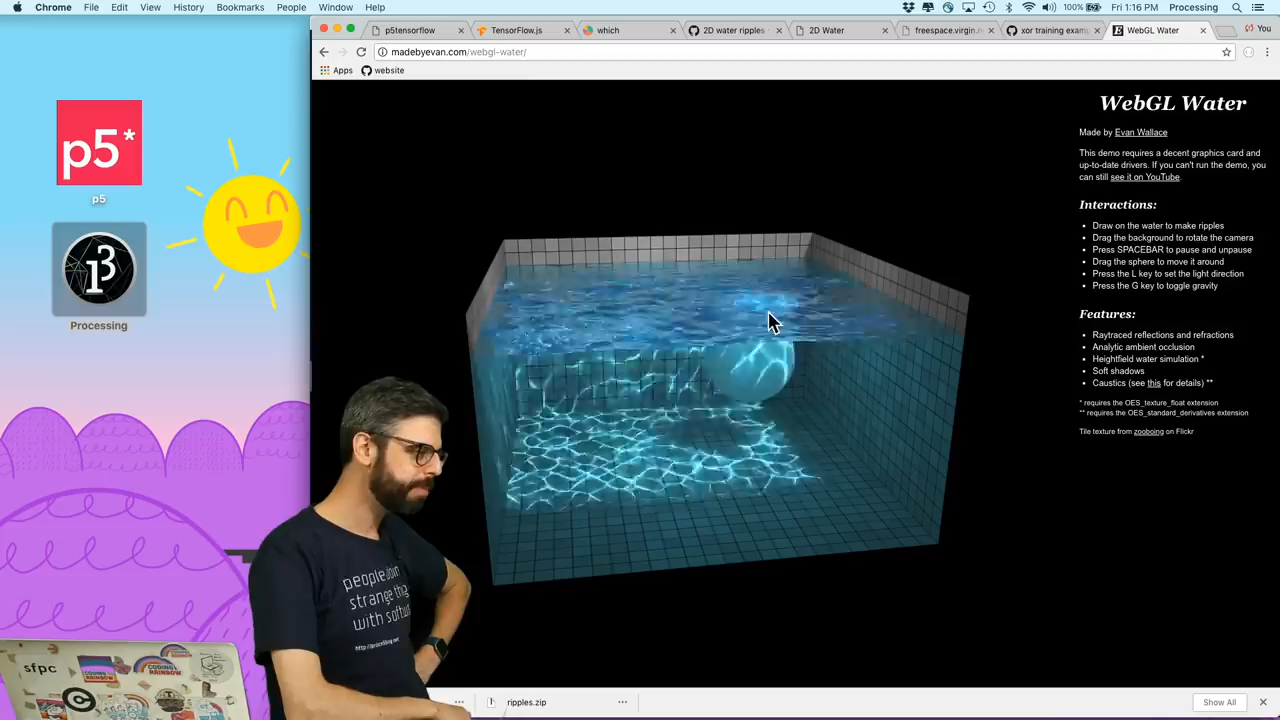 Chrome File Edit View History Bookmarks People Window Help
100% Fri 1:16 PM Processing
p5tensorflow
TensorFlow.js
which
2D water ripples
2D Water
freespace.virgin.n
xor training examp
WebGL Water
You
madebyevan.com/webgl-water/
Apps
website
p5*
p5
Processing
WebGL Water
Made by Evan Wallace
This demo requires a decent graphics card and
up-to-date drivers. If you can't run the demo, you
can still see it on YouTube.
Interactions:
Draw on the water to make ripples
Drag the background to rotate the camera
Press SPACEBAR to pause and unpause
Drag the sphere to move it around
Press the L key to set the light direction
Press the G key to toggle gravity
Features:
Raytraced reflections and refractions
Analytic ambient occlusion
Heightfield water simulation *
Soft shadows
Caustics (see this for details) **
* requires the OES_texture_float extension
** requires the OES_standard_derivatives extension
Tile texture from zooboing on Flickr
people doin
strange thin
with softw
sfpc
ripples.zip
Show All